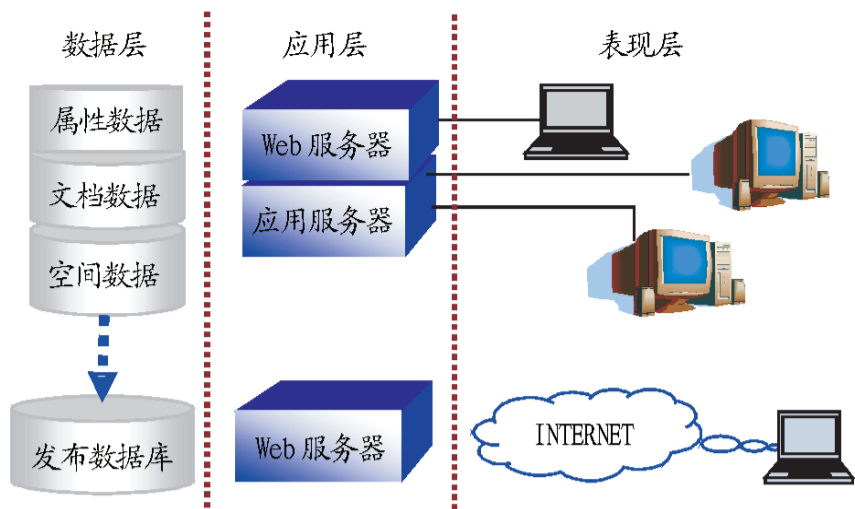 数据层
应用层
表现层
属性数据
文档数据
空间数据
发布数据库
Web 服务器
应用服务器
Web 服务器
INTERNET